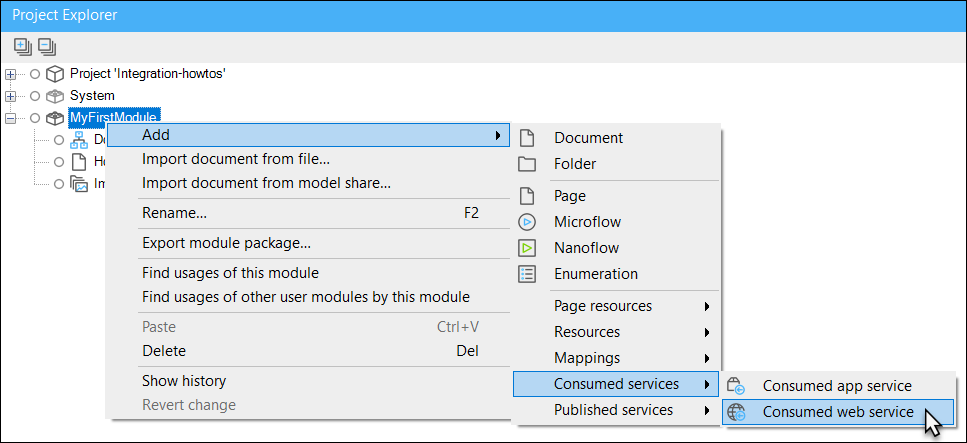 Project Explorer
Project 'Integration-howtos'
System
MyFirstModule
Do
Ho
Im
Add
Import document from file...
Import document from model share...
Rename... F2
Export module package...
Find usages of this module
Find usages of other user modules by this module
Paste Ctrl+V
Delete Del
Show history
Revert change
Document
Folder
Page
Microflow
Nanoflow
Enumeration
Page resources
Resources
Mappings
Consumed services
Published services
Consumed app service
Consumed web service